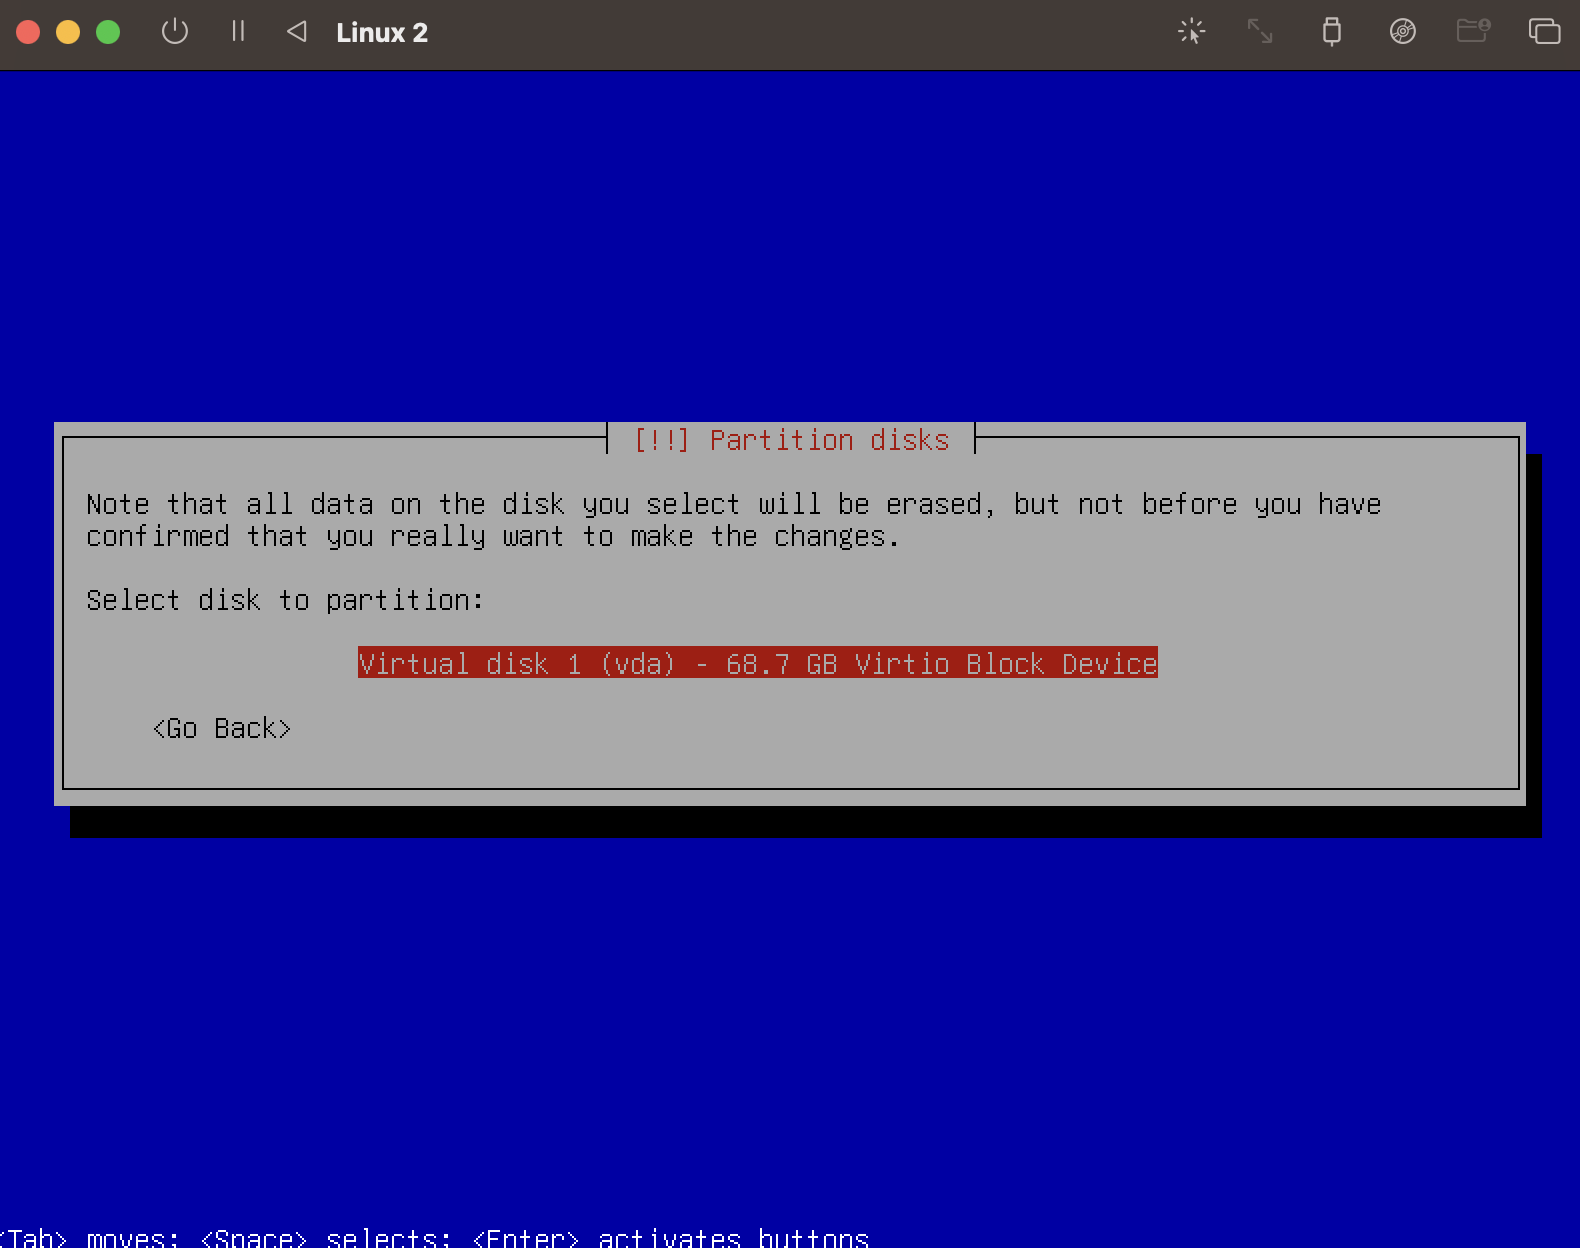 Linux 2
[!!] Partition disks
Note that all data on the disk you select will be erased, but not before you have
confirmed that you really want to make the changes.
Select disk to partition:
Virtual disk 1 (vda) - 68.7 GB Virtio Block Device
<Go Back>
<Tab> moves; <Space> selects; <Enter> activates buttons